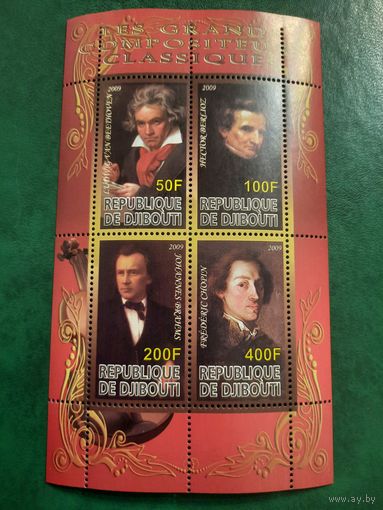 LES GRAND
COMPOSITEU
CLASSIQUE
2009
LUDWIG VAN BEETHOVEN
50F
REPUBLIQUE
DE DJIBOUTI
2009
HECTOR BERLIOZ
100F
REPUBLIQUE
DE DJIBOUTI
2009
JOHANNES BRAHMS
200F
REPUBLIQUE
DE DJIBOUTI
2009
FRÉDÉRIC CHOPIN
400F
REPUBLIQUE
DE DJIBOUTI
www.ay.by